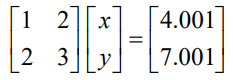 [1 2] [x] = [4.001]
[2 3] [y] = [7.001]